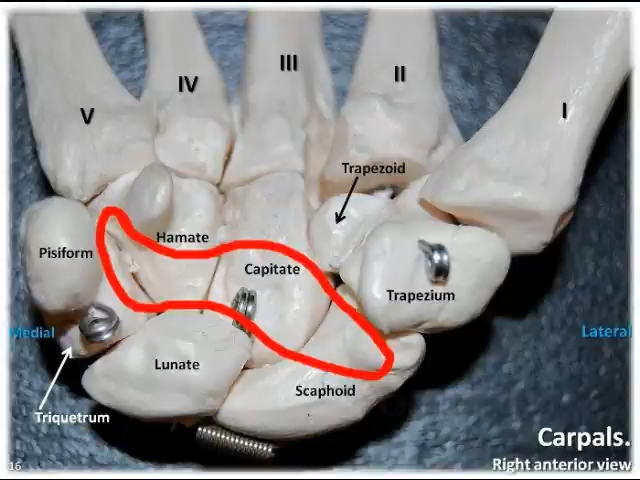 V
IV
III
II
I
Trapezoid
Pisiform
Hamate
Capitate
Trapezium
Medial
Lateral
Lunate
Scaphoid
Triquetrum
Carpals.
16
Right anterior view